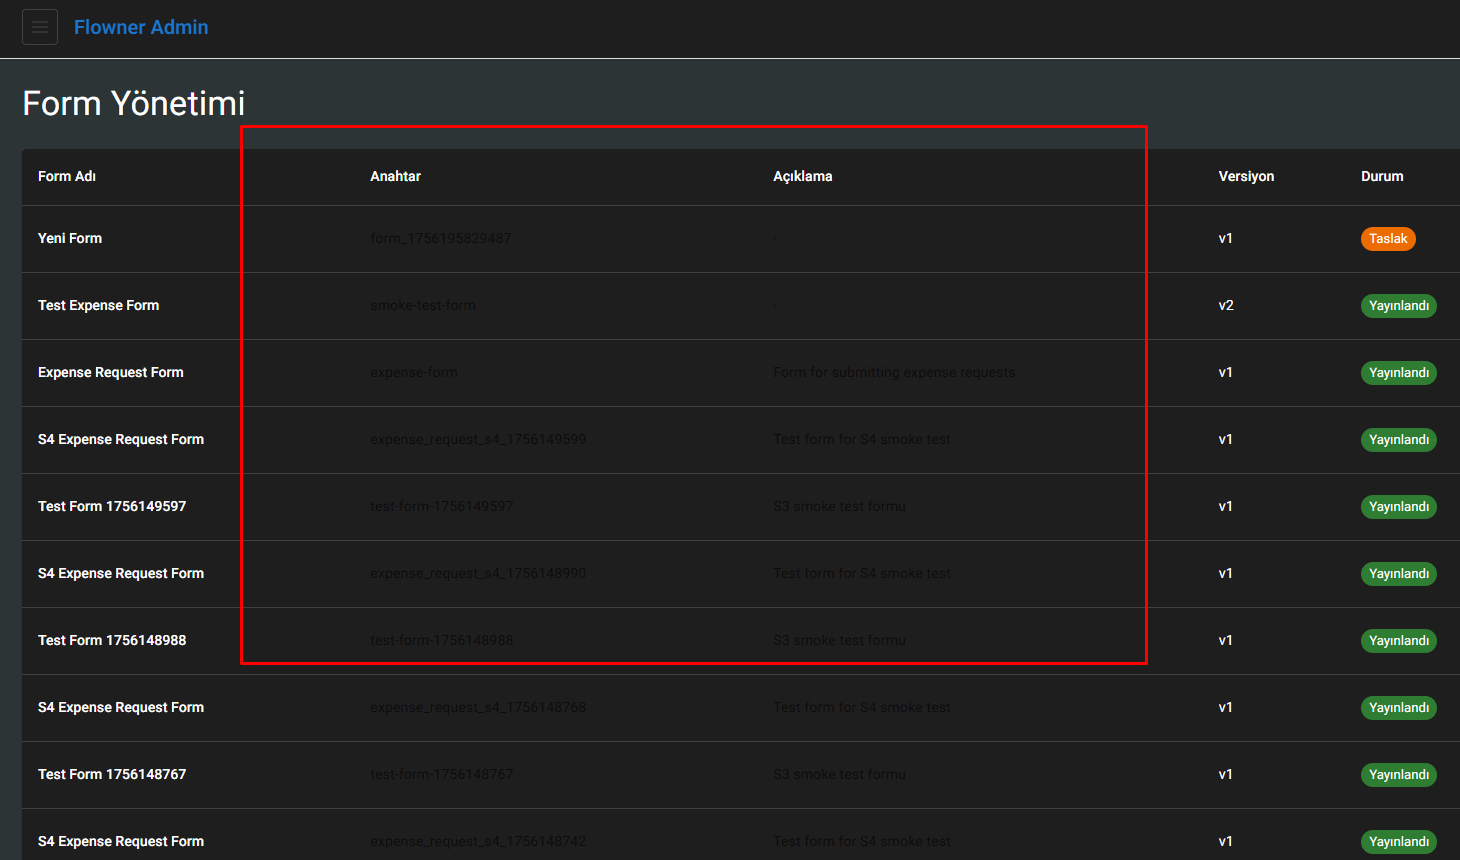 Flowner Admin
Form Yönetimi
Form Adı Anahtar Açıklama Versiyon Durum
Yeni Form form_1756195829487 - v1 Taslak
Test Expense Form smoke-test-form - v2 Yayınlandı
Expense Request Form expense-form Form for submitting expense requests v1 Yayınlandı
S4 Expense Request Form expense_request_s4_1756149599 Test form for S4 smoke test v1 Yayınlandı
Test Form 1756149597 test-form-1756149597 S3 smoke test formu v1 Yayınlandı
S4 Expense Request Form expense_request_s4_1756148990 Test form for S4 smoke test v1 Yayınlandı
Test Form 1756148988 test-form-1756148988 S3 smoke test formu v1 Yayınlandı
S4 Expense Request Form expense_request_s4_1756148768 Test form for S4 smoke test v1 Yayınlandı
Test Form 1756148767 test-form-1756148767 S3 smoke test formu v1 Yayınlandı
S4 Expense Request Form expense_request_s4_1756148742 Test form for S4 smoke test v1 Yayınlandı